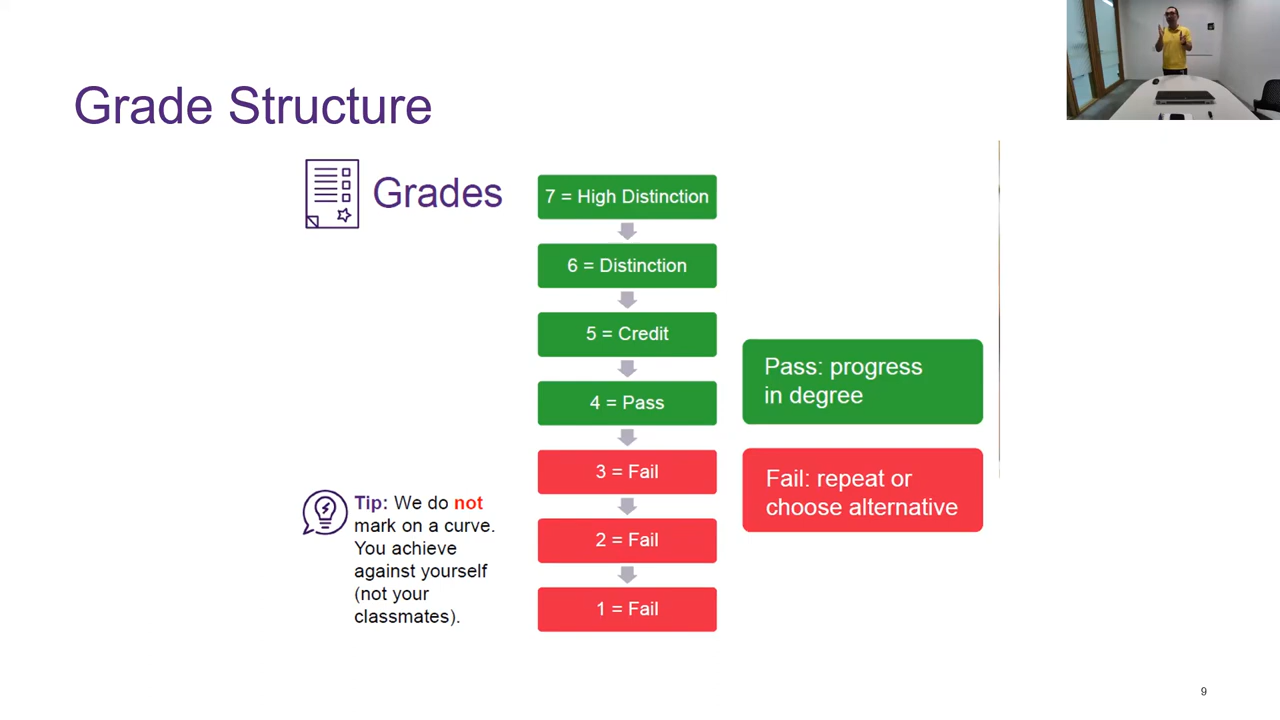 Grade Structure
Grades
7 = High Distinction
6 = Distinction
5 = Credit
4 = Pass
3 = Fail
2 = Fail
1 = Fail
Pass: progress
in degree
Fail: repeat or
choose alternative
Tip: We do not
mark on a curve.
You achieve
against yourself
(not your
classmates).
9